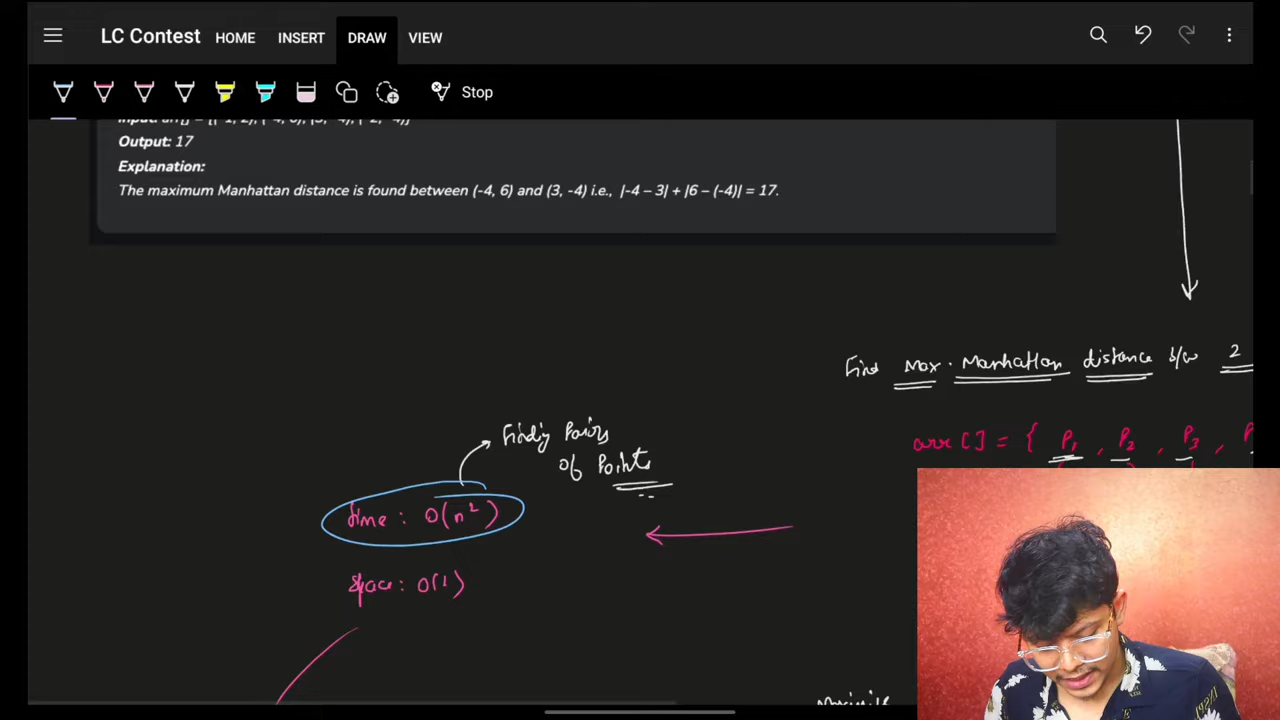 LC Contest HOME INSERT DRAW VIEW
Stop
Output: 17
Explanation:
The maximum Manhattan distance is found between (-4, 6) and (3, -4) i.e., |-4 – 3| + |6 – (-4)| = 17.
Find Max. Manhattan distance b/w 2
arr[] = { P1 , P2 , P3 ,
Finding Pairs
of Points
time : O(n²)
space : O(1)